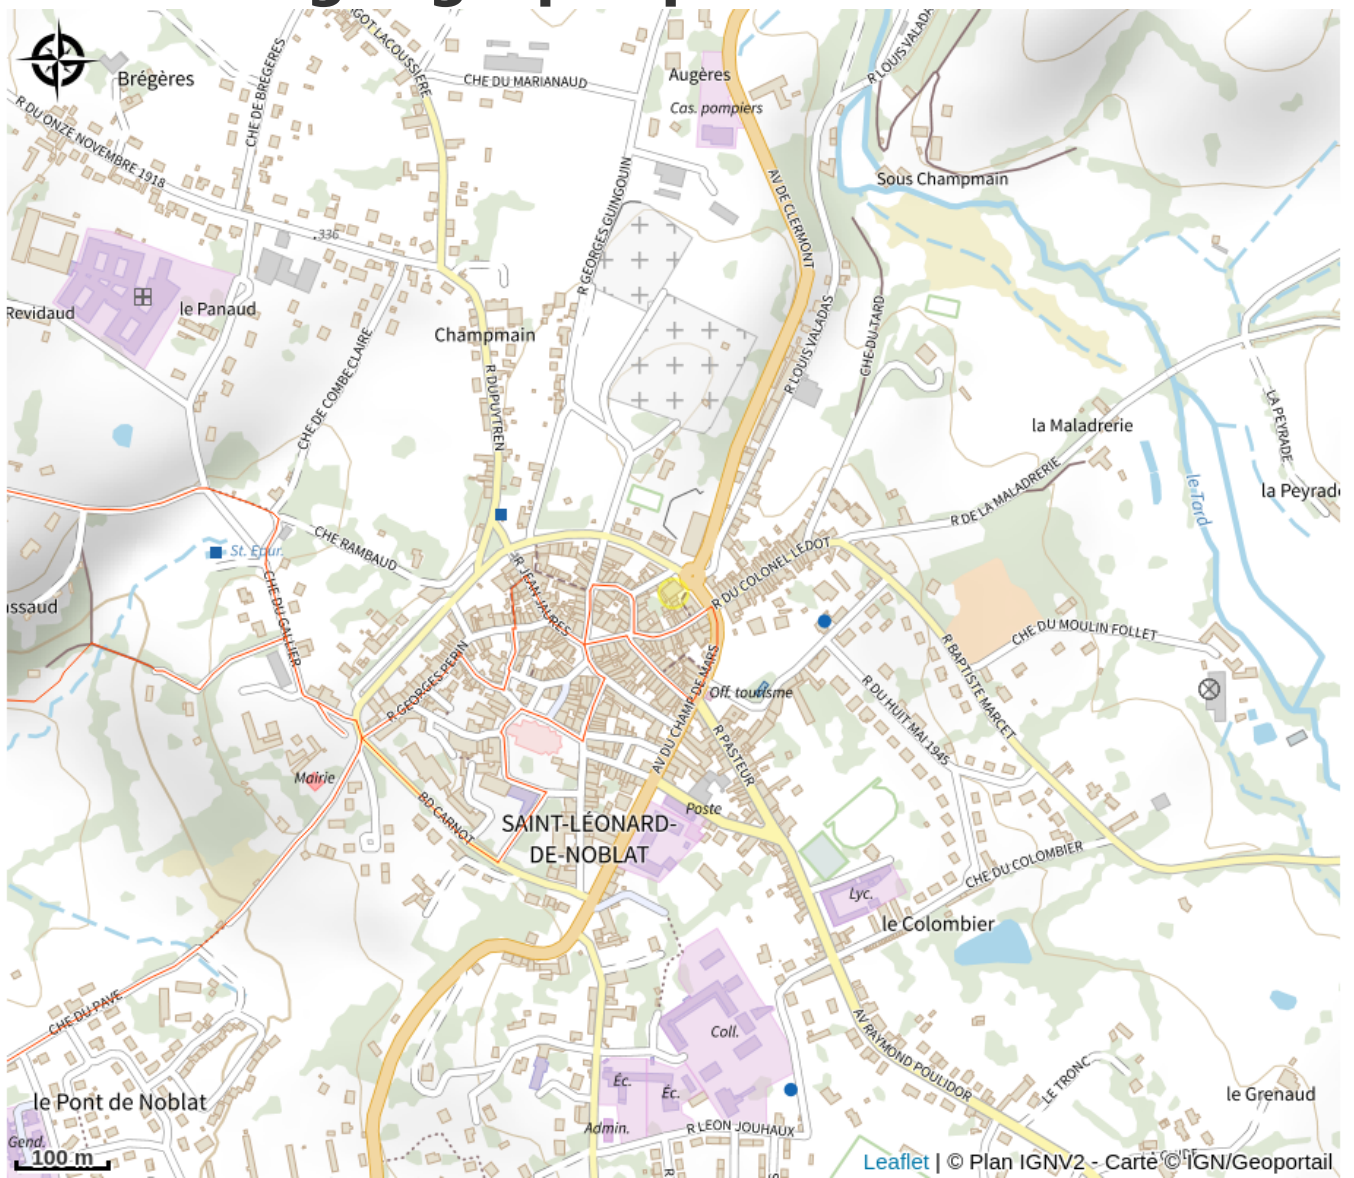 R LOUIS VALADA
GOT LACOUSSIÈRE
Brégères
CHE DE BREGERES
CHE DU MARIANAUD
Augères
Cas. pompiers
R DU ONZE NOVEMBRE 1918
AV DE CLERMONT
Sous Champmain
R GEORGES GUINGOUIN
.336
Revidaud
le Panaud
Champmain
R LOUIS VALADAS
CHE DU TARD
CHE DE COMBE CLAIRE
R DUPUYTREN
la Maladrerie
LA PEYRADE
R DE LA MALADRERIE
le Tard
la Peyrad
St. Epur.
CHE RAMBAUD
R JEAN JAURES
R DU COLONEL LEDOT
assaud
CHE DU GALLIER
CHE DU MOULIN FOLLET
R GEORGES PERIN
R BAPTISTE MARCET
Off. tourisme
AV DU CHAMP DE MARS
R DU HUIT MAI 1945
R PASTEUR
Mairie
BD CARNOT
Poste
SAINT-LÉONARD-
DE-NOBLAT
CHE DU COLOMBIER
Lyc.
le Colombier
CHE DU PAVE
Coll.
AV RAYMOND POULIDOR
Éc.
Éc.
LE TRONC
le Pont de Noblat
le Grenaud
Admin.
R LEON JOUHAUX
Gend.
100 m
Leaflet | © Plan IGNV2 - Carte © IGN/Geoportail